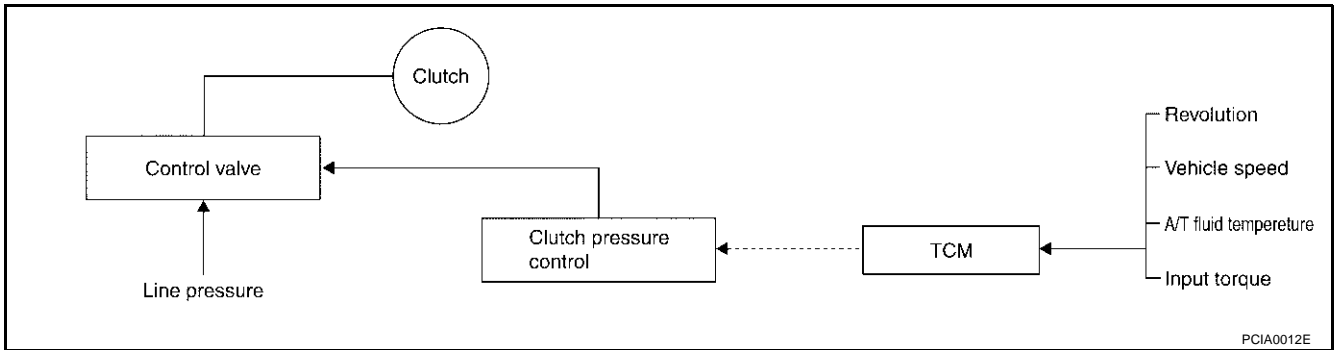 Clutch
Control valve
Line pressure
Clutch pressure
control
TCM
Revolution
Vehicle speed
A/T fluid tempereture
Input torque
PCIA0012E